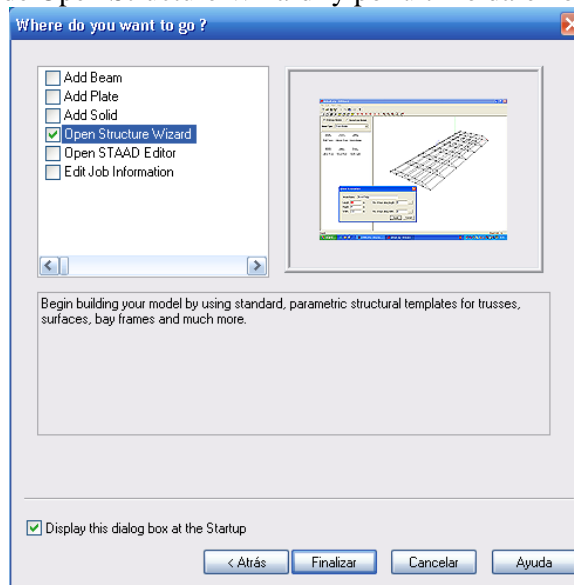 Where do you want to go ?
Add Beam
Add Plate
Add Solid
Open Structure Wizard
Open STAAD Editor
Edit Job Information
Begin building your model by using standard, parametric structural templates for trusses,
surfaces, bay frames and much more.
Display this dialog box at the Startup
< Atrás
Finalizar
Cancelar
Ayuda